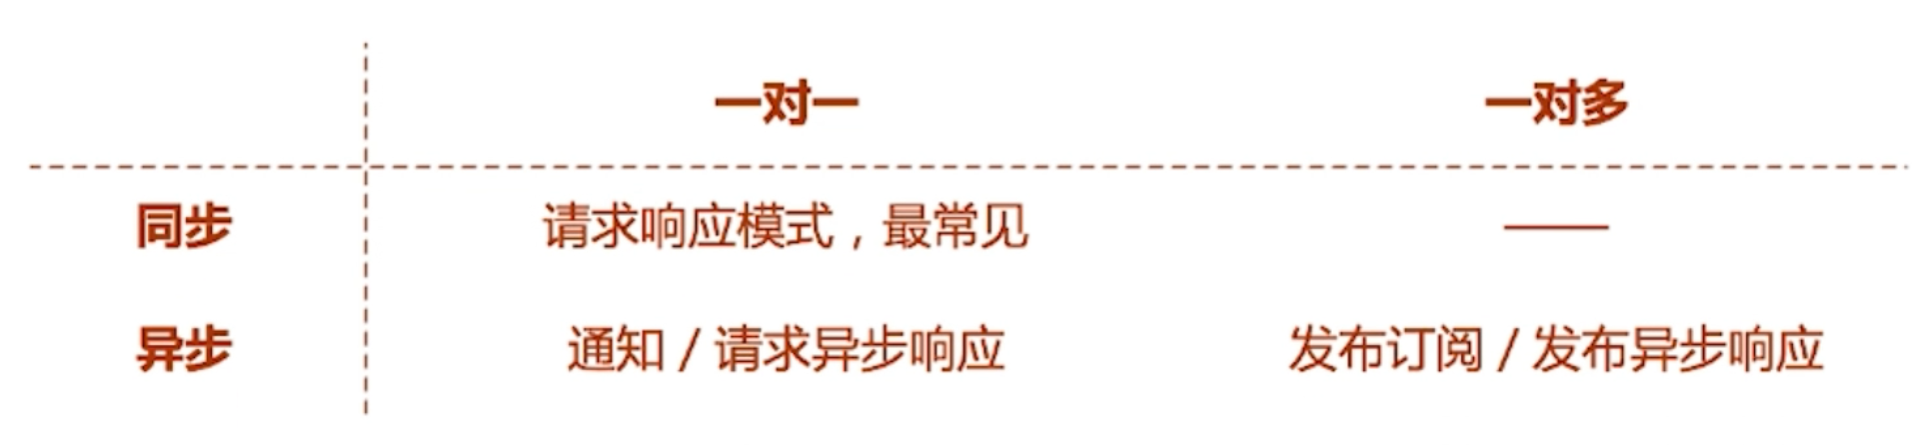 一对一 一对多
同步 请求响应模式，最常见 ——
异步 通知 / 请求异步响应 发布订阅 / 发布异步响应